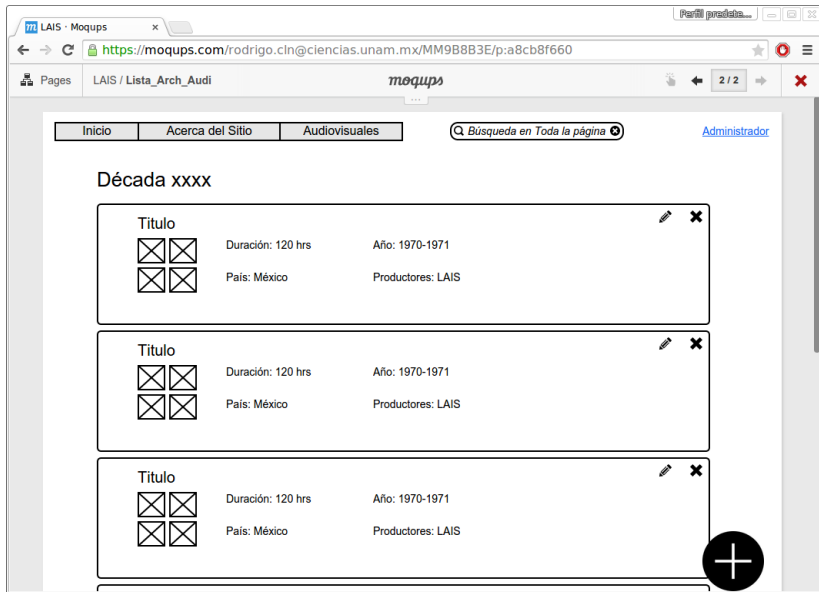 Perfil predete...
LAIS · Moqups
https://moqups.com/rodrigo.cln@ciencias.unam.mx/MM9B8B3E/p:a8cb8f660
Pages LAIS / Lista_Arch_Audi moqups 2 / 2
Inicio Acerca del Sitio Audiovisuales Búsqueda en Toda la página Administrador
Década xxxx
Titulo
Duración: 120 hrs Año: 1970-1971
País: México Productores: LAIS
Titulo
Duración: 120 hrs Año: 1970-1971
País: México Productores: LAIS
Titulo
Duración: 120 hrs Año: 1970-1971
País: México Productores: LAIS